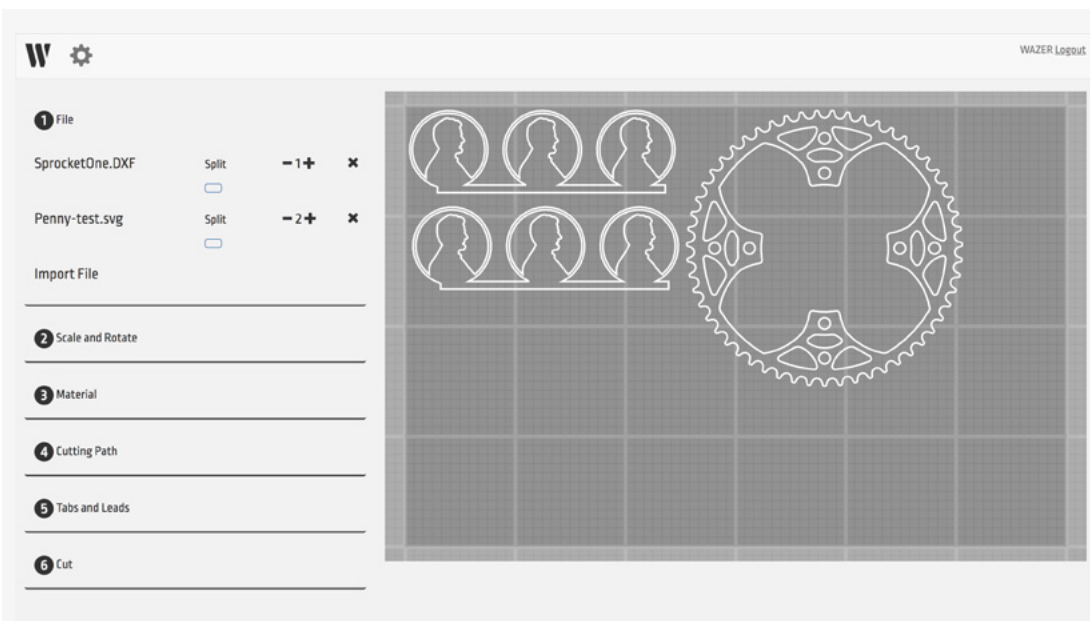 W
WAZER Logout
1 File
SprocketOne.DXF Split 1
Penny-test.svg Split 2
Import File
2 Scale and Rotate
3 Material
4 Cutting Path
5 Tabs and Leads
6 Cut